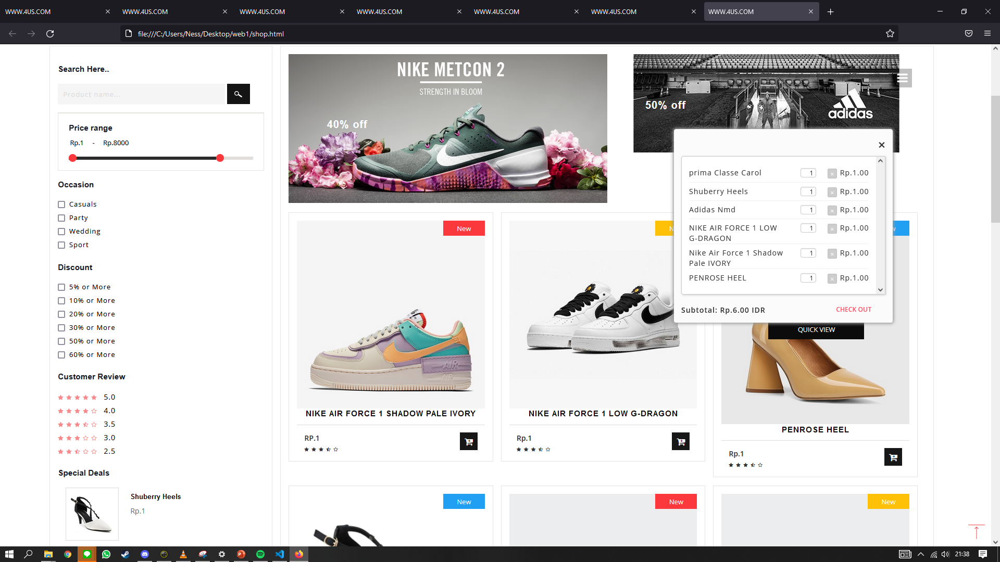 WWW.4US.COM
WWW.4US.COM
WWW.4US.COM
WWW.4US.COM
WWW.4US.COM
WWW.4US.COM
WWW.4US.COM
file:///C:/Users/Ness/Desktop/web1/shop.html
Search Here..
Product name...
Price range
Rp.1 - Rp.8000
Occasion
Casuals
Party
Wedding
Sport
Discount
5% or More
10% or More
20% or More
30% or More
50% or More
60% or More
Customer Review
5.0
4.0
3.5
3.0
2.5
Special Deals
Shuberry Heels
Rp.1
NIKE METCON 2
STRENGTH IN BLOOM
40% off
50% off
adidas
prima Classe Carol 1 Rp.1.00
Shuberry Heels 1 Rp.1.00
Adidas Nmd 1 Rp.1.00
NIKE AIR FORCE 1 LOW 1 Rp.1.00
G-DRAGON
Nike Air Force 1 Shadow 1 Rp.1.00
Pale IVORY
PENROSE HEEL 1 Rp.1.00
Subtotal: Rp.6.00 IDR
CHECK OUT
QUICK VIEW
New
AIR
AIR
NIKE AIR FORCE 1 SHADOW PALE IVORY
RP.1
NIKE AIR FORCE 1 LOW G-DRAGON
Rp.1
PENROSE HEEL
Rp.1
New
New
New
21:38